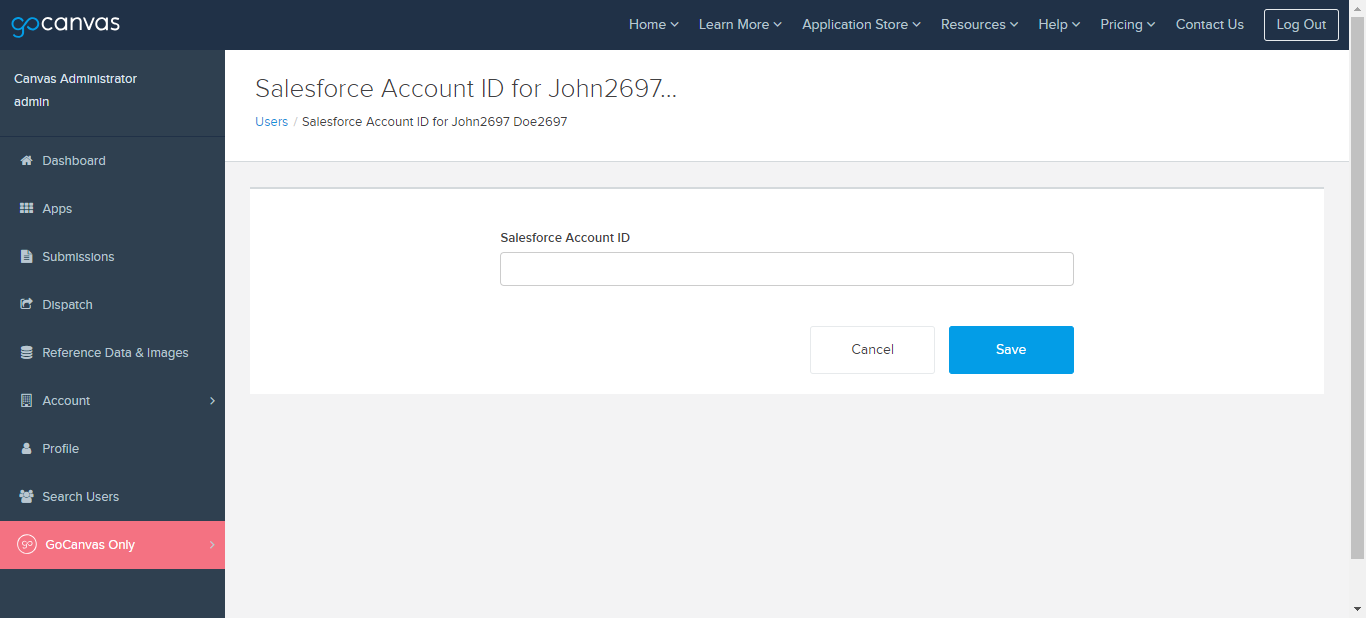 gocanvas
Home Learn More Application Store Resources Help Pricing Contact Us Log Out
Canvas Administrator
admin
Dashboard
Apps
Submissions
Dispatch
Reference Data & Images
Account
Profile
Search Users
go GoCanvas Only
Salesforce Account ID for John2697...
Users / Salesforce Account ID for John2697 Doe2697
Salesforce Account ID
Cancel Save